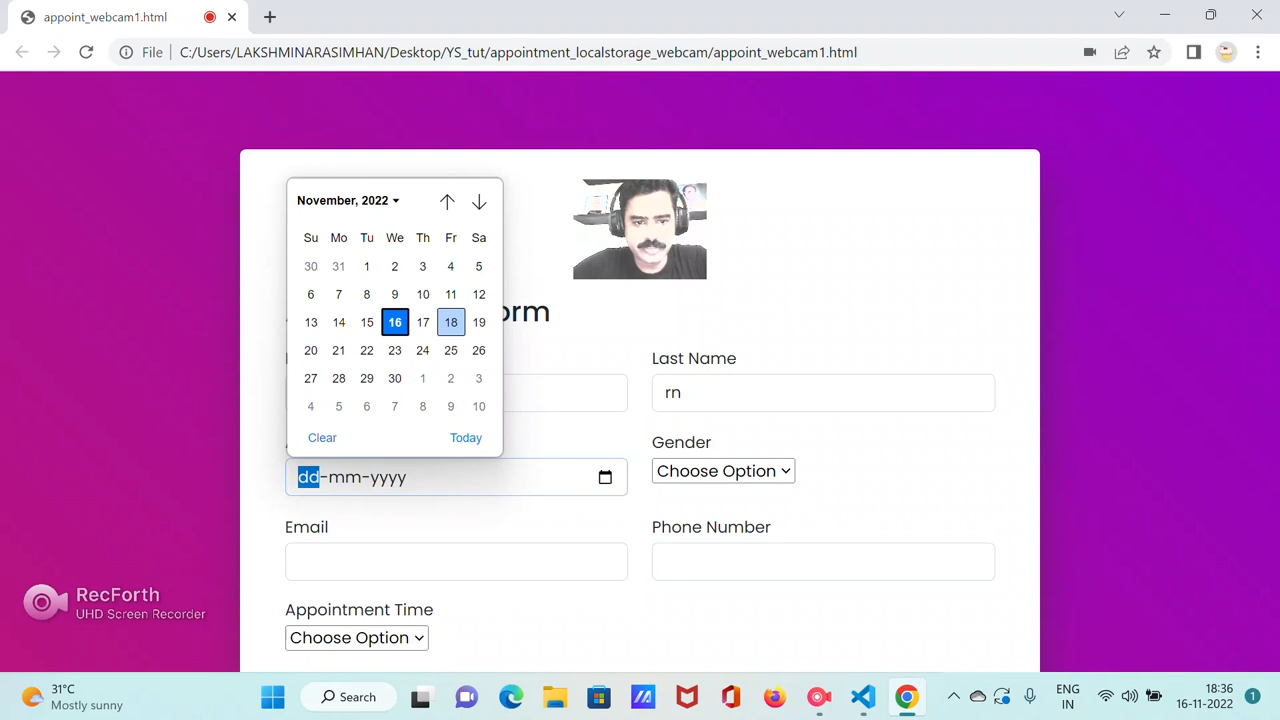 appoint_webcam1.html
File
C:/Users/LAKSHMINARASIMHAN/Desktop/YS_tut/appointment_localstorage_webcam/appoint_webcam1.html
November, 2022
Su Mo Tu We Th Fr Sa
30 31 1 2 3 4 5
6 7 8 9 10 11 12
13 14 15 16 17 18 19
20 21 22 23 24 25 26
27 28 29 30 1 2 3
4 5 6 7 8 9 10
Clear Today
orm
Last Name
rn
Gender
Choose Option
dd-mm-yyyy
Email
Phone Number
Appointment Time
Choose Option
RecForth
UHD Screen Recorder
31°C
Mostly sunny
Search
ENG
IN
18:36
16-11-2022
1